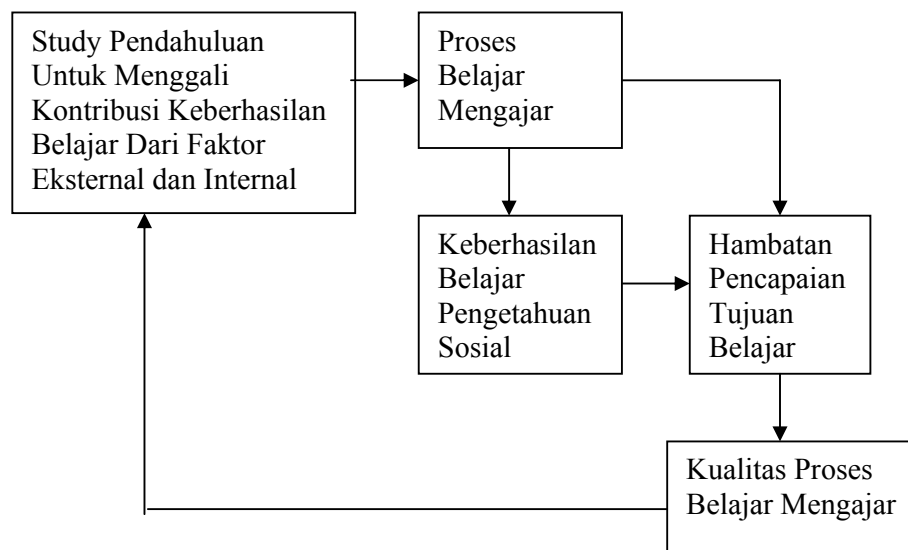 Study Pendahuluan
Untuk Menggali
Kontribusi Keberhasilan
Belajar Dari Faktor
Eksternal dan Internal
Proses
Belajar
Mengajar
Keberhasilan
Belajar
Pengetahuan
Sosial
Hambatan
Pencapaian
Tujuan
Belajar
Kualitas Proses
Belajar Mengajar